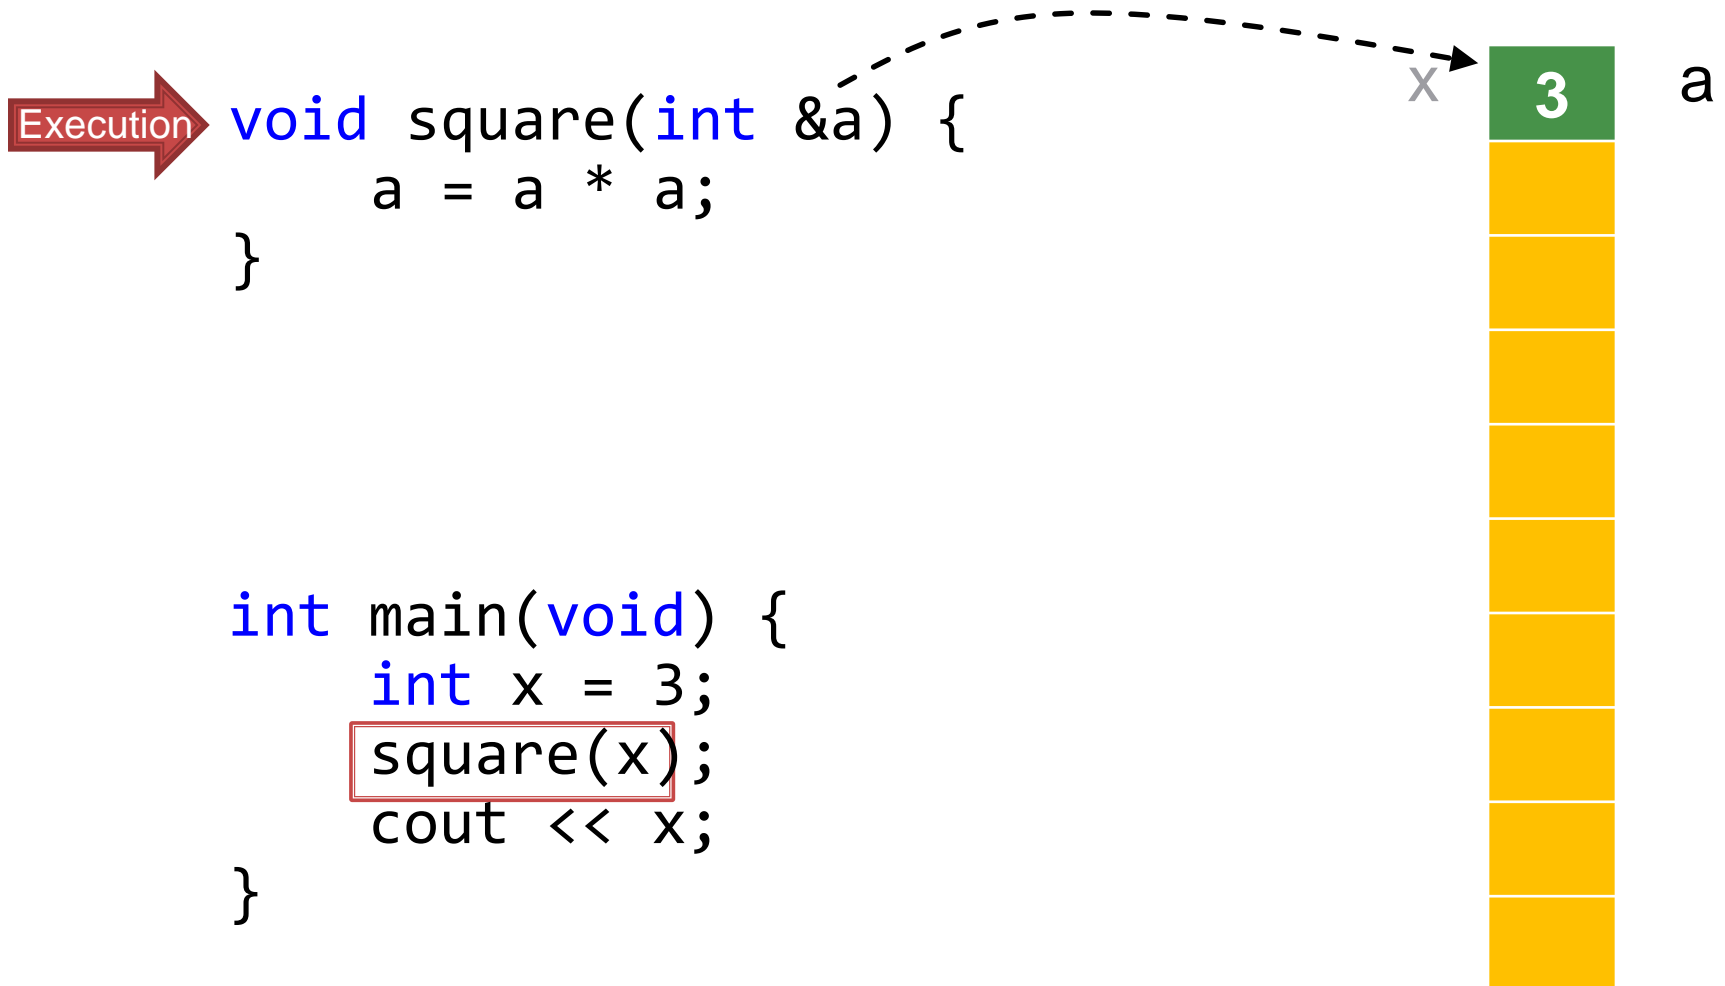 Execution
void square(int &a) {
    a = a * a;
}
int main(void) {
    int x = 3;
    square(x);
    cout << x;
}
x 3 a